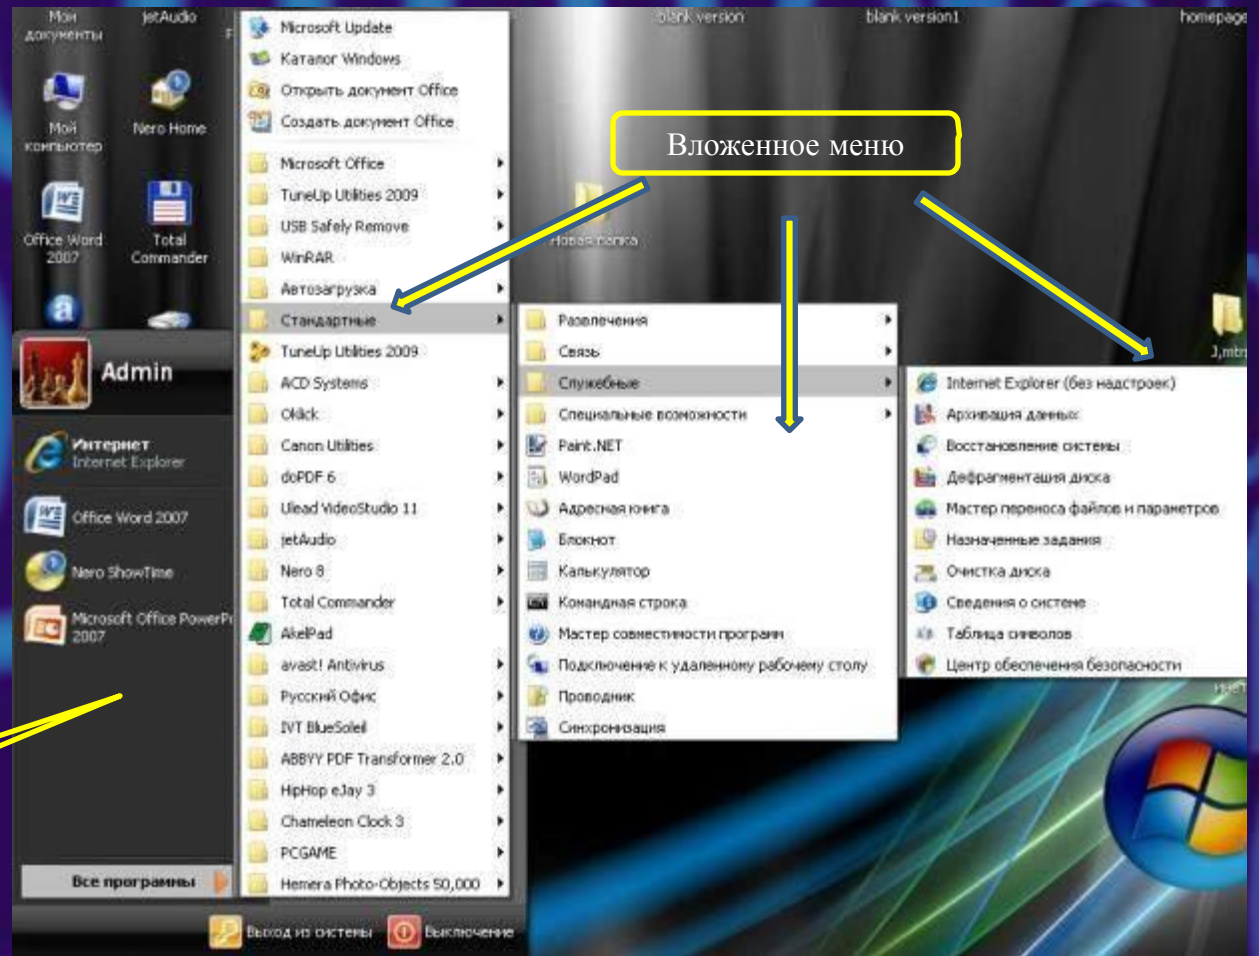 Мои
документы
jetAudio
blank version
blank version1
homepage
Мой
компьютер
Nero Home
Office Word
2007
Total
Commander
Новая папка
Вложенное меню
Admin
Интернет
Internet Explorer
Office Word 2007
Nero ShowTime
Microsoft Office PowerP
2007
Все программы
Выход из системы
Выключение
Microsoft Update
Каталог Windows
Открыть документ Office
Создать документ Office
Microsoft Office
TuneUp Utilities 2009
USB Safely Remove
WinRAR
Автозагрузка
Стандартные
TuneUp Utilities 2009
ACD Systems
Oklick
Canon Utilities
doPDF 6
Ulead VideoStudio 11
jetAudio
Nero 8
Total Commander
AkelPad
avast! Antivirus
Русский Офис
IVT BlueSoleil
ABBYY PDF Transformer 2.0
HipHop eJay 3
Chameleon Clock 3
PCGAME
Hemera Photo-Objects 50,000
Развлечения
Связь
Служебные
Специальные возможности
Paint.NET
WordPad
Адресная книга
Блокнот
Калькулятор
Командная строка
Мастер совместимости программ
Подключение к удаленному рабочему столу
Проводник
Синхронизация
Internet Explorer (без надстроек)
Архивация данных
Восстановление системы
Дефрагментация диска
Мастер переноса файлов и параметров
Назначенные задания
Очистка диска
Сведения о системе
Таблица символов
Центр обеспечения безопасности